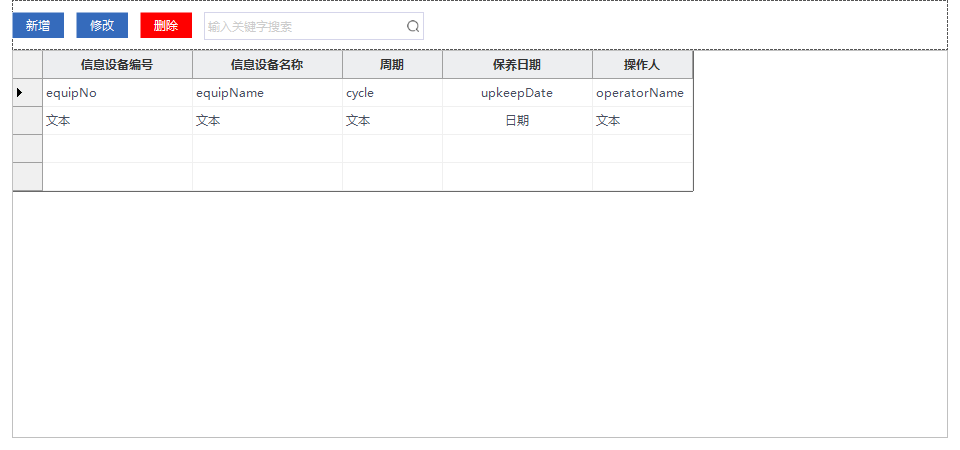 新增 修改 删除 输入关键字搜索
信息设备编号 信息设备名称 周期 保养日期 操作人
equipNo equipName cycle upkeepDate operatorName
文本 文本 文本 日期 文本